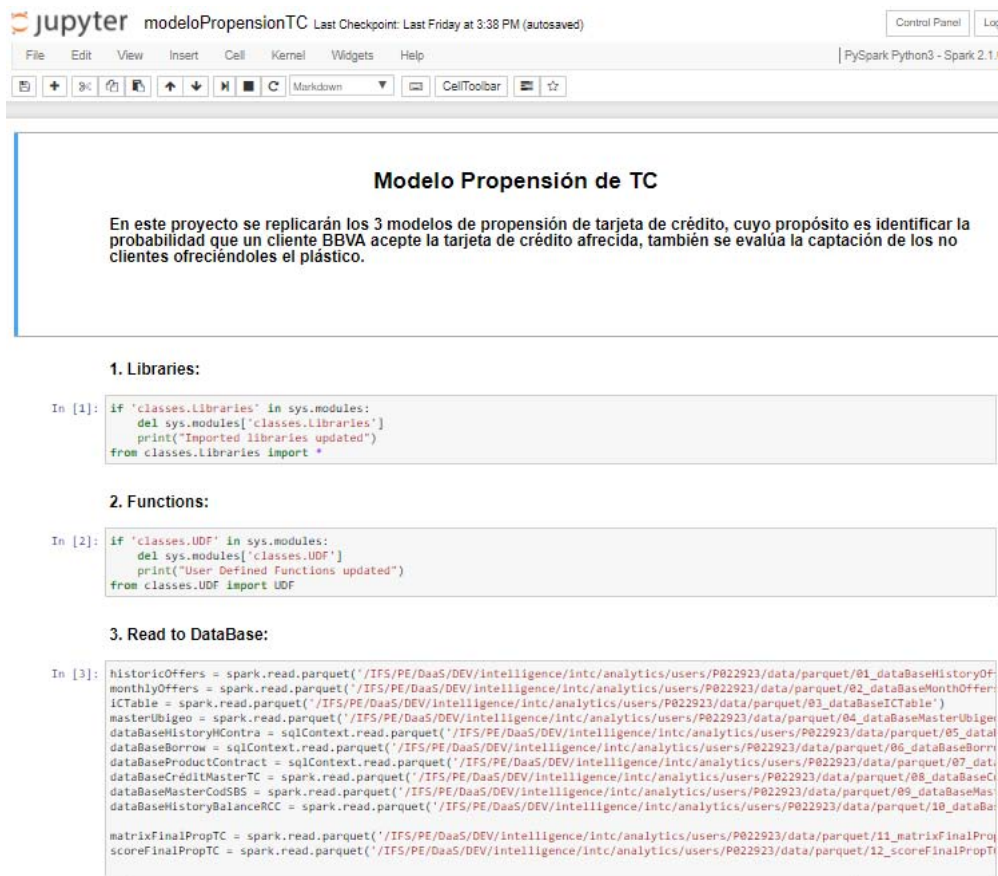 jupyter modeloPropensionTC Last Checkpoint: Last Friday at 3:38 PM (autosaved)
Control Panel
File Edit View Insert Cell Kernel Widgets Help
PySpark Python3 - Spark 2.1.
Markdown CellToolbar
Modelo Propensión de TC
En este proyecto se replicarán los 3 modelos de propensión de tarjeta de crédito, cuyo propósito es identificar la
probabilidad que un cliente BBVA acepte la tarjeta de crédito afrecida, también se evalúa la captación de los no
clientes ofreciéndoles el plástico.
1. Libraries:
In [1]: if 'classes.Libraries' in sys.modules:
del sys.modules['classes.Libraries']
print("Imported libraries updated")
from classes.Libraries import *
2. Functions:
In [2]: if 'classes.UDF' in sys.modules:
del sys.modules['classes.UDF']
print("User Defined Functions updated")
from classes.UDF import UDF
3. Read to DataBase:
In [3]: historicOffers = spark.read.parquet('/IFS/PE/DaaS/DEV/intelligence/intc/analytics/users/P022923/data/parquet/01_dataBaseHistoryOf
monthlyOffers = spark.read.parquet('/IFS/PE/DaaS/DEV/intelligence/intc/analytics/users/P022923/data/parquet/02_dataBaseMonthOffer
iCTable = spark.read.parquet('/IFS/PE/DaaS/DEV/intelligence/intc/analytics/users/P022923/data/parquet/03_dataBaseICTable')
masterUbigeo = spark.read.parquet('/IFS/PE/DaaS/DEV/intelligence/intc/analytics/users/P022923/data/parquet/04_dataBaseMasterUbigeo
dataBaseHistoryHContra = sqlContext.read.parquet('/IFS/PE/DaaS/DEV/intelligence/intc/analytics/users/P022923/data/parquet/05_data
dataBaseBorrow = sqlContext.read.parquet('/IFS/PE/DaaS/DEV/intelligence/intc/analytics/users/P022923/data/parquet/06_dataBaseBorr
dataBaseProductContract = sqlContext.read.parquet('/IFS/PE/DaaS/DEV/intelligence/intc/analytics/users/P022923/data/parquet/07_dat
dataBaseCréditMasterTC = spark.read.parquet('/IFS/PE/DaaS/DEV/intelligence/intc/analytics/users/P022923/data/parquet/08_dataBaseC
dataBaseMasterCodSBS = spark.read.parquet('/IFS/PE/DaaS/DEV/intelligence/intc/analytics/users/P022923/data/parquet/09_dataBaseMas
dataBaseHistoryBalanceRCC = spark.read.parquet('/IFS/PE/DaaS/DEV/intelligence/intc/analytics/users/P022923/data/parquet/10_dataBa
matrixFinalPropTC = spark.read.parquet('/IFS/PE/DaaS/DEV/intelligence/intc/analytics/users/P022923/data/parquet/11_matrixFinalPro
scoreFinalPropTC = spark.read.parquet('/IFS/PE/DaaS/DEV/intelligence/intc/analytics/users/P022923/data/parquet/12_scoreFinalPropT